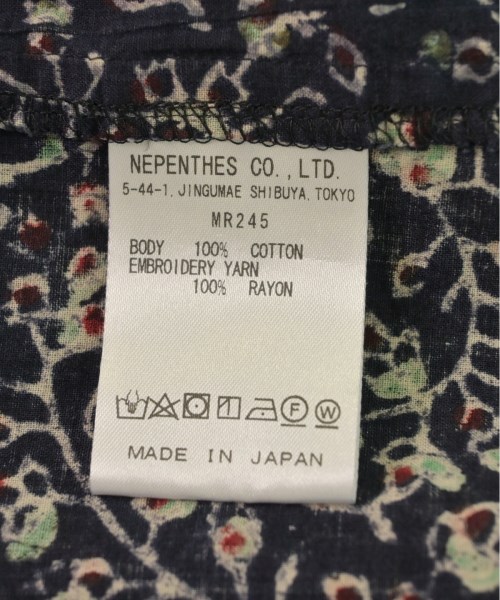 NEPENTHES CO.,LTD.
5-44-1, JINGUMAE SHIBUYA, TOKYO
MR245
BODY 100% COTTON
EMBROIDERY YARN
100% RAYON
F W
MADE IN JAPAN